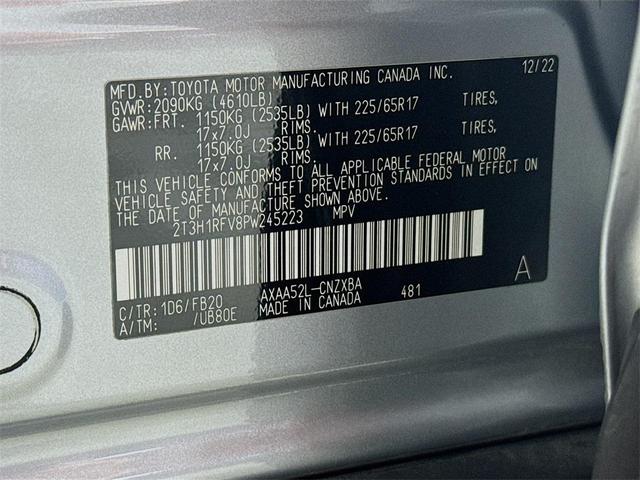 MFD.BY:TOYOTA MOTOR MANUFACTURING CANADA INC. 12/22
GVWR:2090KG (4610LB)
GAWR:FRT. 1150KG (2535LB) WITH 225/65R17 TIRES,
17x7.0J RIMS.
RR. 1150KG (2535LB) WITH 225/65R17 TIRES,
17x7.0J RIMS.
THIS VEHICLE CONFORMS TO ALL APPLICABLE FEDERAL MOTOR
VEHICLE SAFETY AND THEFT PREVENTION STANDARDS IN EFFECT ON
THE DATE OF MANUFACTURE SHOWN ABOVE.
2T3H1RFV8PW245223 MPV
A
C/TR:1D6/FB20 AXAA52L-CNZXBA
A/TM: /UB80E MADE IN CANADA 481